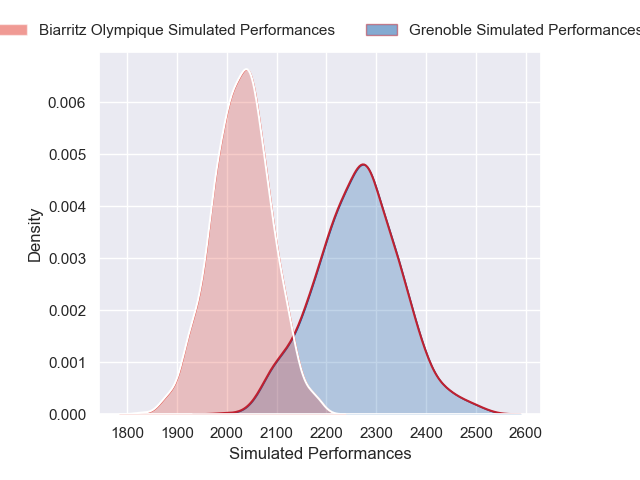 Biarritz Olympique Simulated Performances
Grenoble Simulated Performances
0.006
0.005
0.004
0.003
0.002
0.001
0.000
Density
1800 1900 2000 2100 2200 2300 2400 2500 2600
Simulated Performances